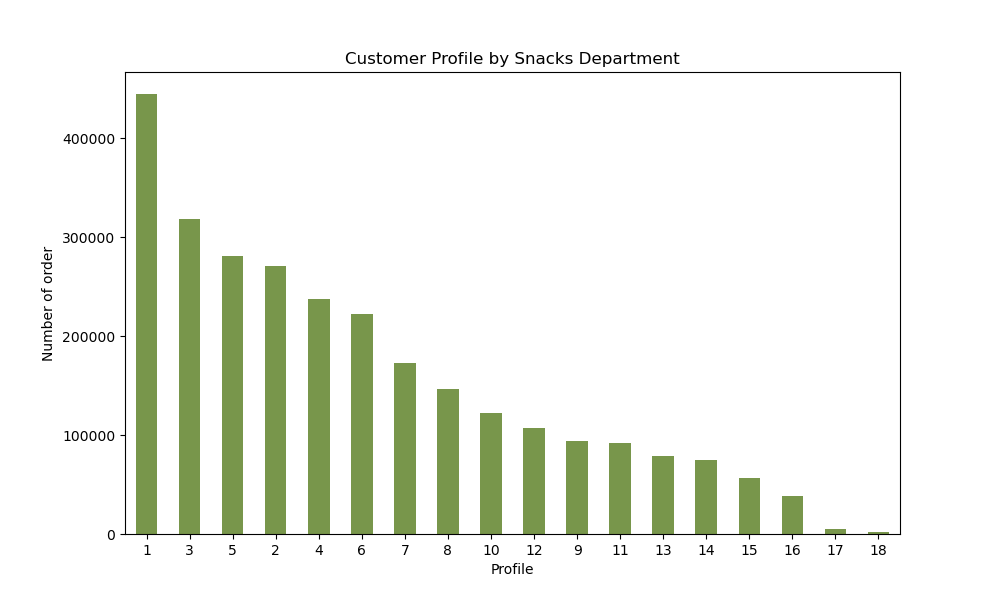 Customer Profile by Snacks Department
400000
300000
200000
100000
0
Number of order
1 3 5 2 4 6 7 8 10 12 9 11 13 14 15 16 17 18
Profile